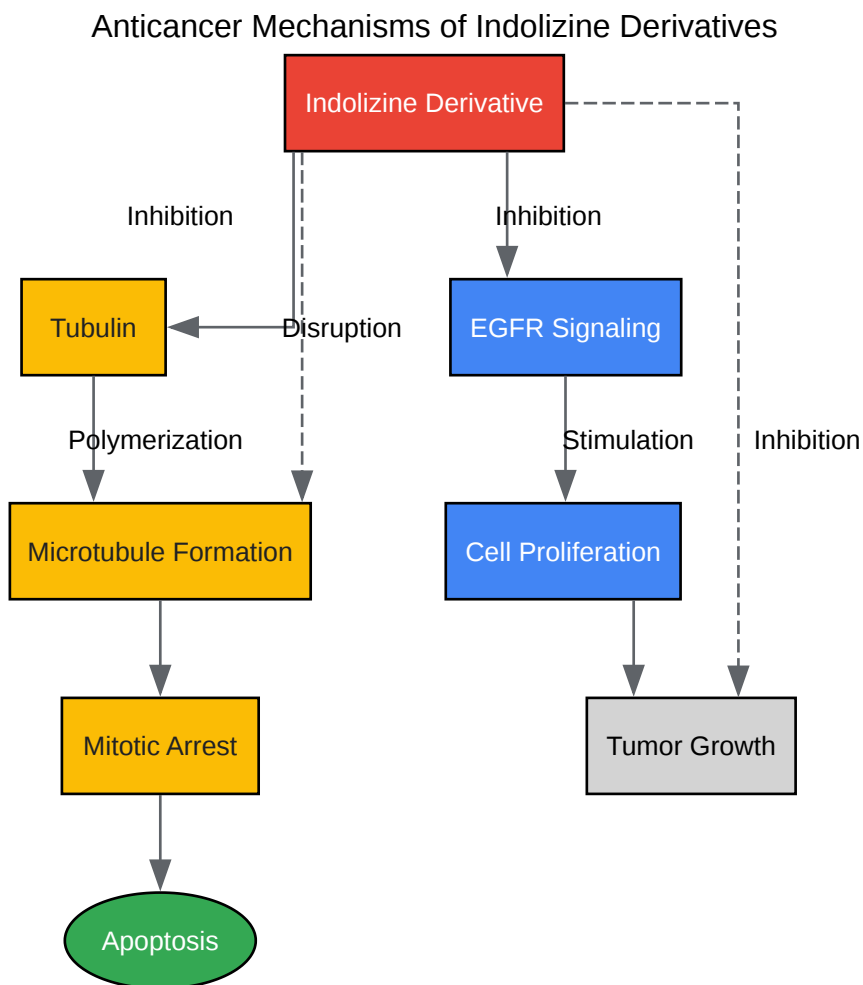 Anticancer Mechanisms of Indolizine Derivatives
Indolizine Derivative
Inhibition
Inhibition
Tubulin
Disruption
EGFR Signaling
Polymerization
Stimulation
Inhibition
Microtubule Formation
Cell Proliferation
Mitotic Arrest
Tumor Growth
Apoptosis